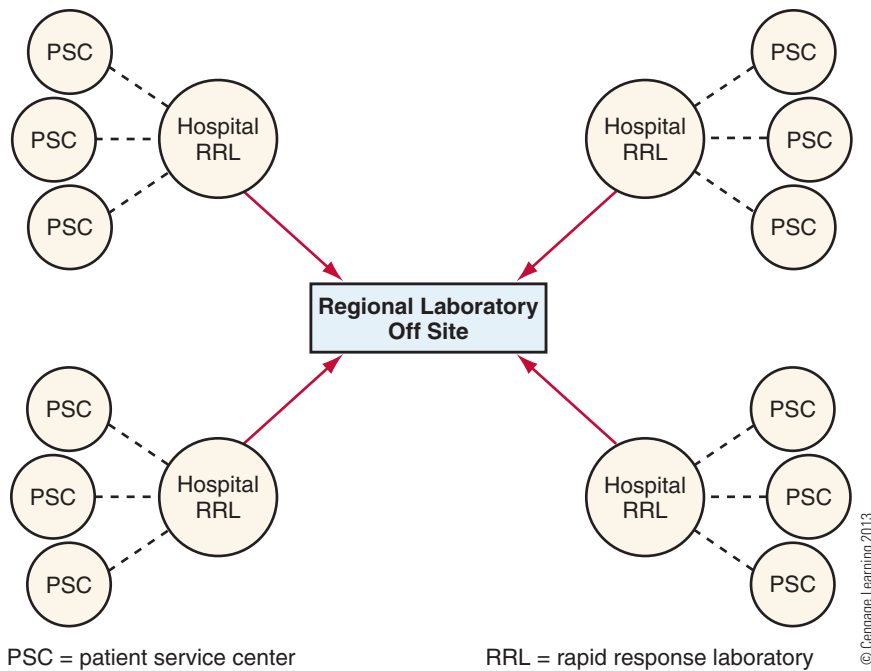 PSC
PSC
PSC
Hospital
RRL
Hospital
RRL
PSC
PSC
PSC
Regional Laboratory
Off Site
PSC
PSC
PSC
Hospital
RRL
Hospital
RRL
PSC
PSC
PSC
PSC = patient service center
RRL = rapid response laboratory
© Cengage Learning 2013